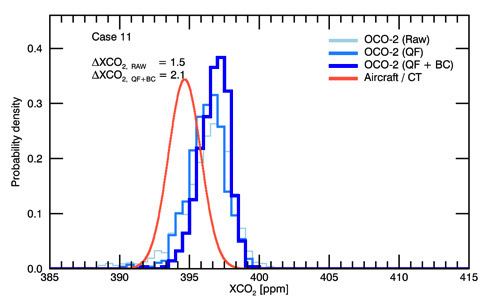 Case 11
ΔXCO2, RAW = 1.5
ΔXCO2, QF+BC = 2.1
OCO-2 (Raw)
OCO-2 (QF)
OCO-2 (QF + BC)
Aircraft / CT
Probability density
0.4
0.3
0.2
0.1
0.0
385 390 395 400 405 410 415
XCO2 [ppm]